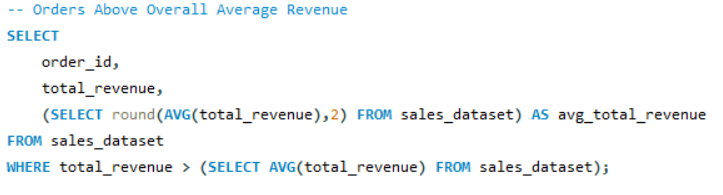 -- Orders Above Overall Average Revenue
SELECT
    order_id,
    total_revenue,
    (SELECT round(AVG(total_revenue),2) FROM sales_dataset) AS avg_total_revenue
FROM sales_dataset
WHERE total_revenue > (SELECT AVG(total_revenue) FROM sales_dataset);